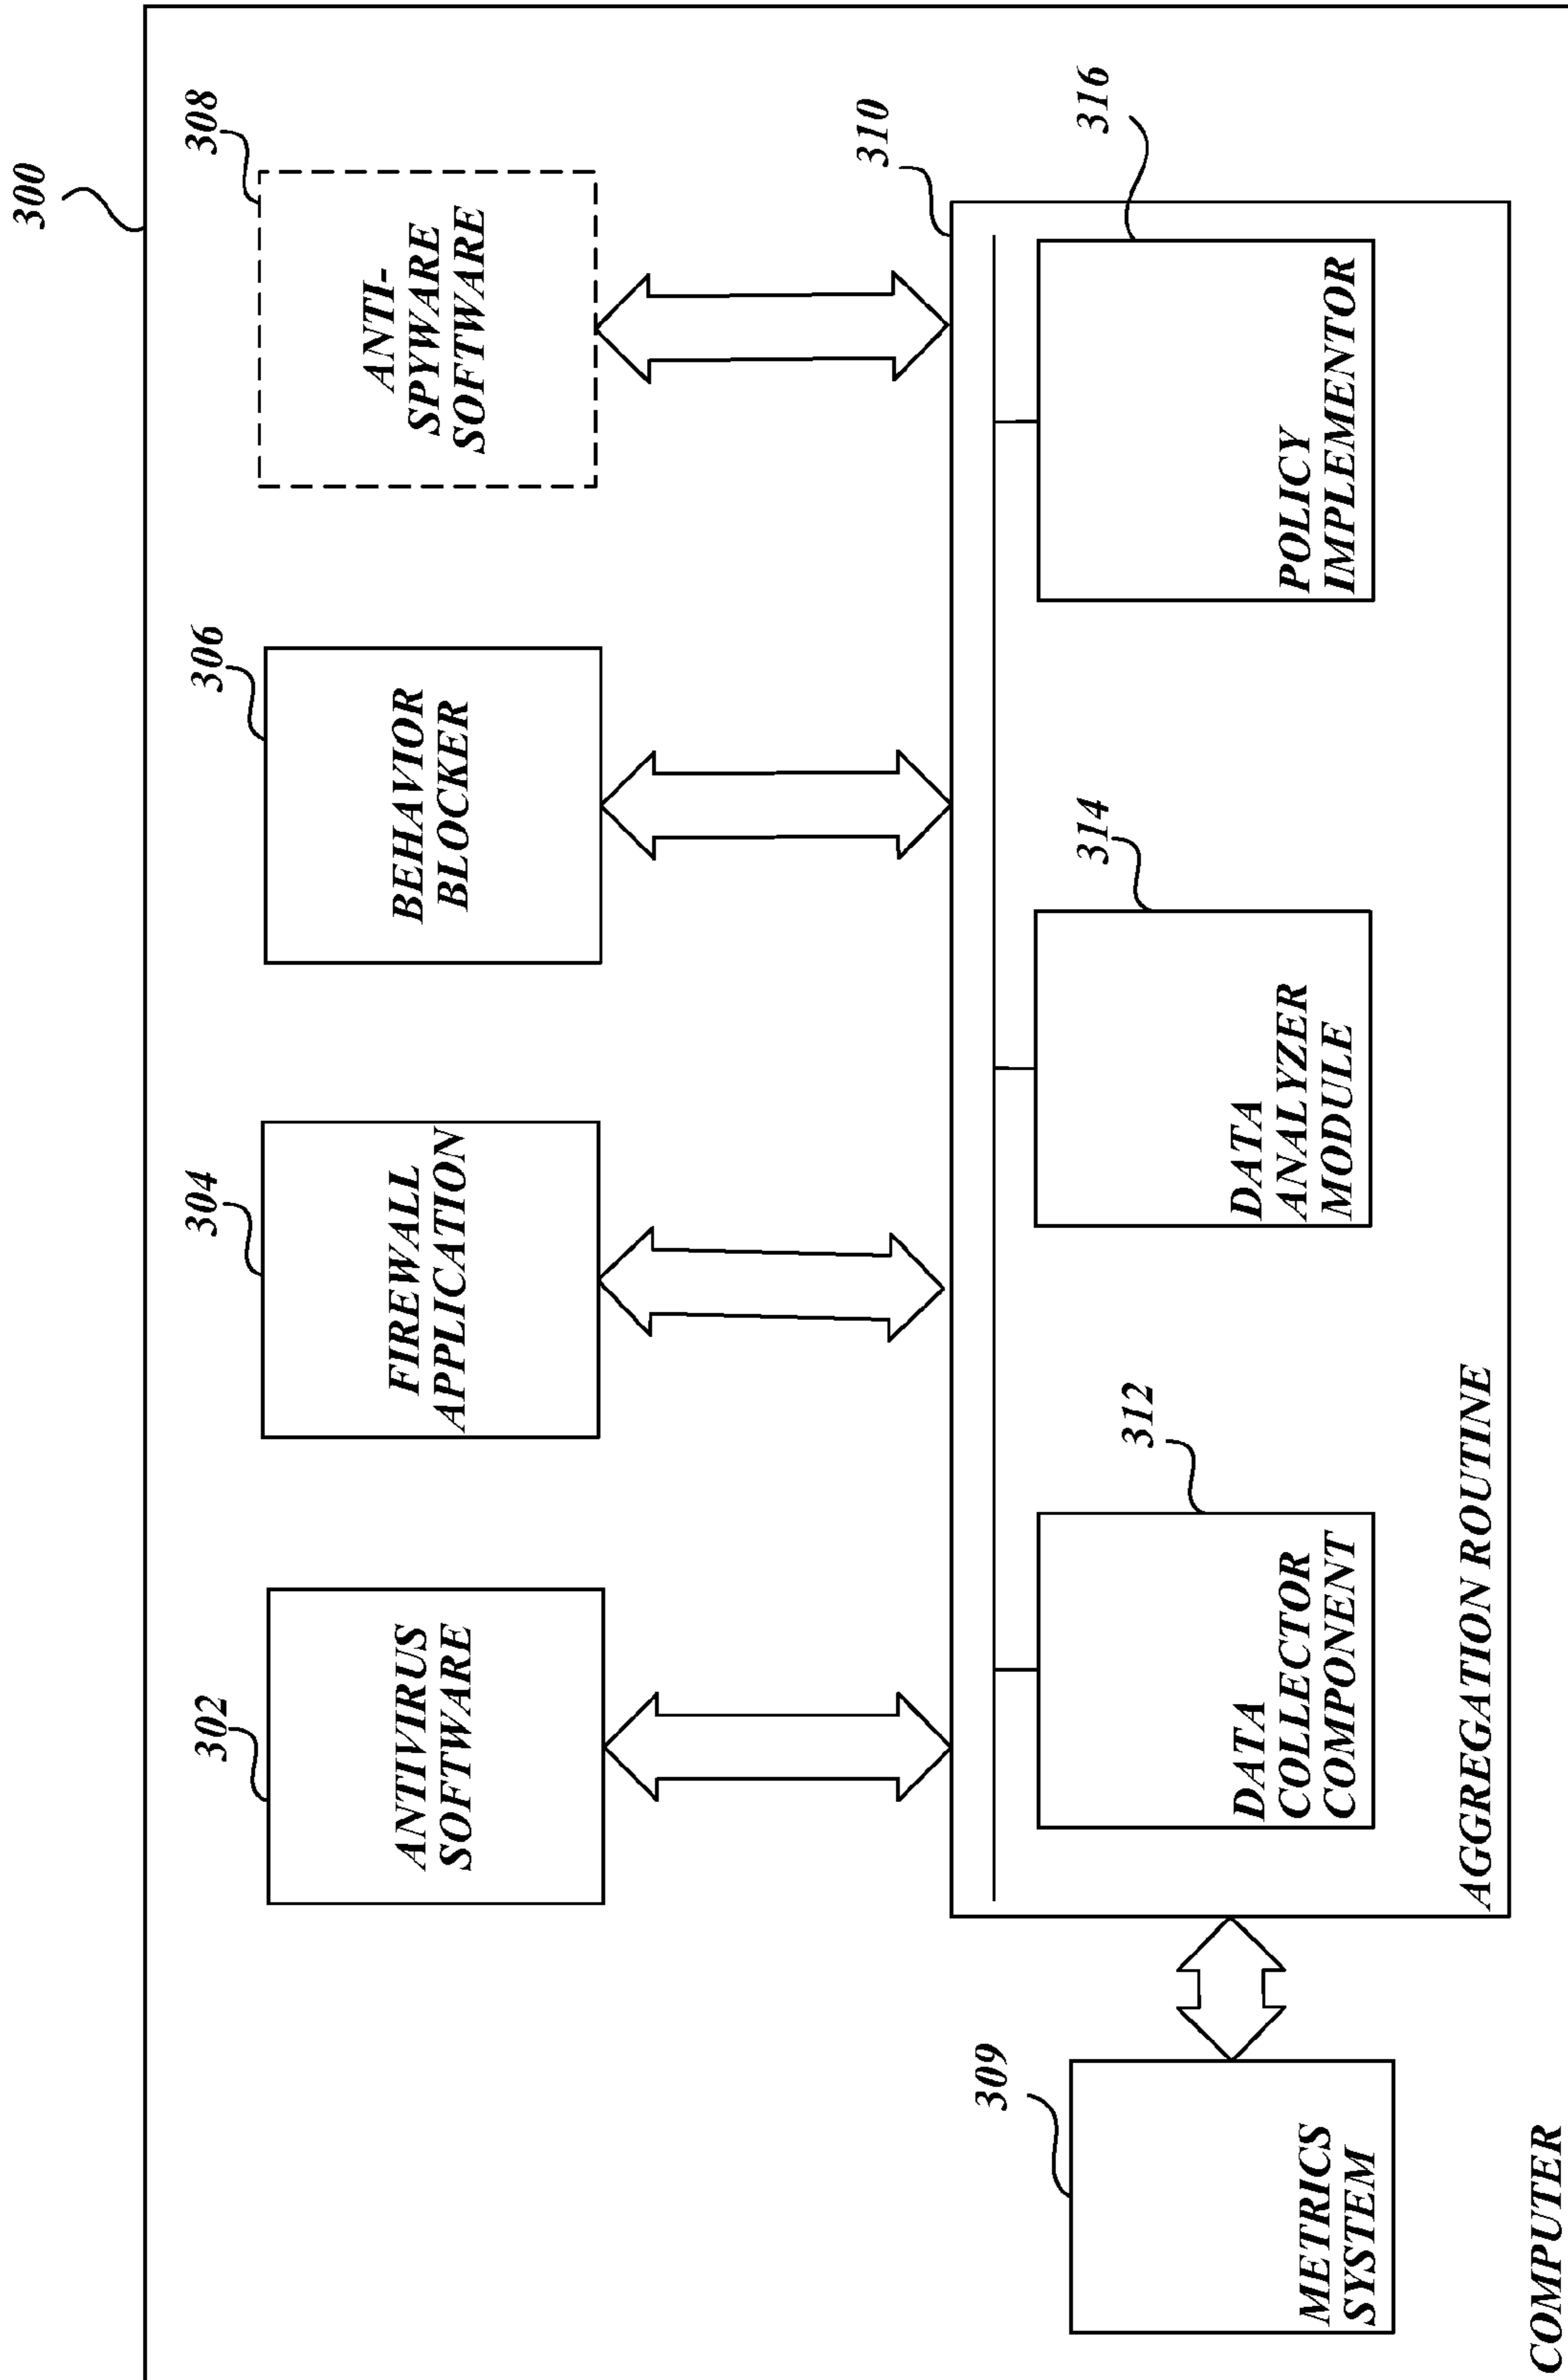 300
302
304
306
308
ANTIVIRUS
SOFTWARE
FIREWALL
APPLICATION
BEHAVIOR
BLOCKER
ANTI-
SPYWARE
SOFTWARE
309
310
312
314
316
METRICS
SYSTEM
DATA
COLLECTOR
COMPONENT
DATA
ANALYZER
MODULE
POLICY
IMPLEMENTOR
AGGREGATION ROUTINE
COMPUTER